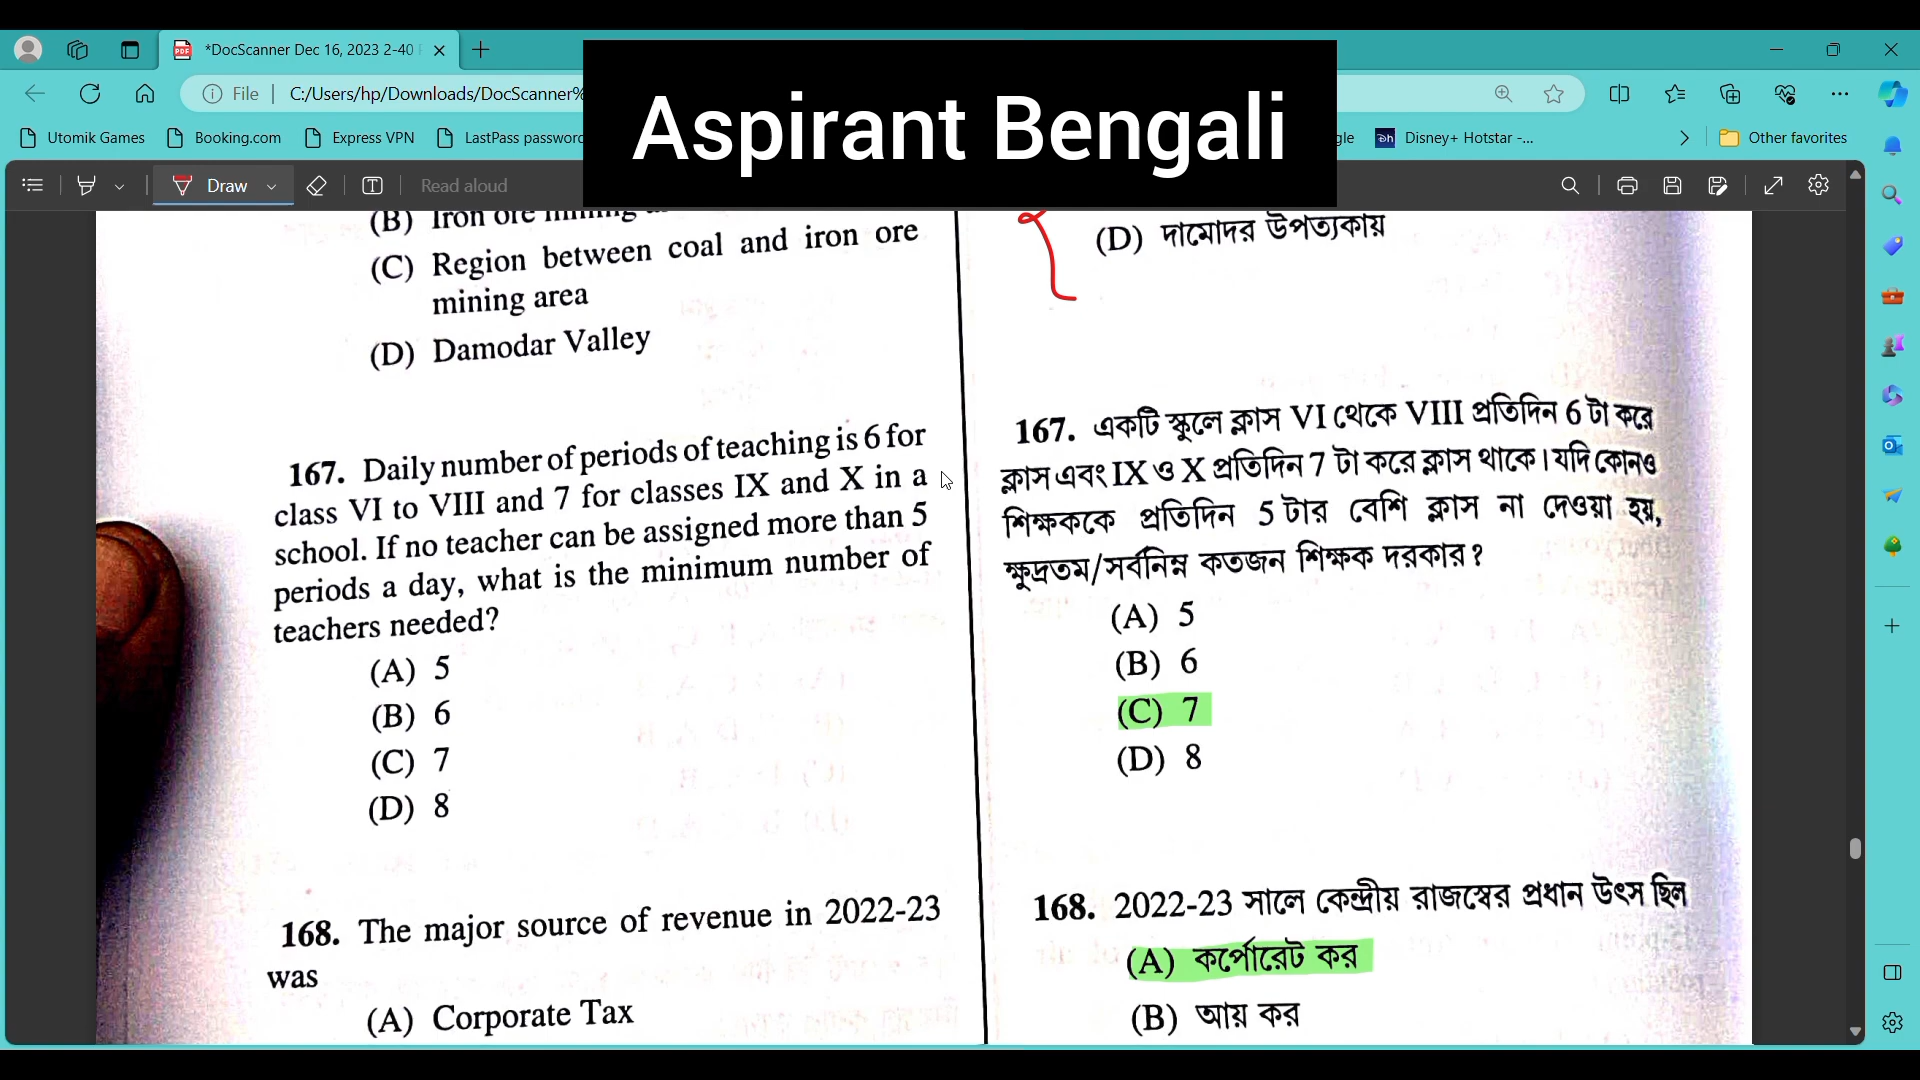 *DocScanner Dec 16, 2023 2-40
File
C:/Users/hp/Downloads/DocScanner%
Aspirant Bengali
Utomik Games
Booking.com
Express VPN
LastPass password
Disney+ Hotstar -...
Other favorites
Draw
Read aloud
(B) Iron ore mining
(C) Region between coal and iron ore
mining area
(D) Damodar Valley
167. Daily number of periods of teaching is 6 for
class VI to VIII and 7 for classes IX and X in a
school. If no teacher can be assigned more than 5
periods a day, what is the minimum number of
teachers needed?
(A) 5
(B) 6
(C) 7
(D) 8
168. The major source of revenue in 2022-23
was
(A) Corporate Tax
(D) দামোদর উপত্যকায়
167. একটি স্কুলে ক্লাস VI থেকে VIII প্রতিদিন 6 টা করে
ক্লাস এবং IX ও X প্রতিদিন 7 টা করে ক্লাস থাকে। যদি কোনও
শিক্ষককে প্রতিদিন 5 টার বেশি ক্লাস না দেওয়া হয়,
ক্ষুদ্রতম/সর্বনিম্ন কতজন শিক্ষক দরকার?
(A) 5
(B) 6
(C) 7
(D) 8
168. 2022-23 সালে কেন্দ্রীয় রাজস্বের প্রধান উৎস ছিল
(A) কর্পোরেট কর
(B) আয় কর